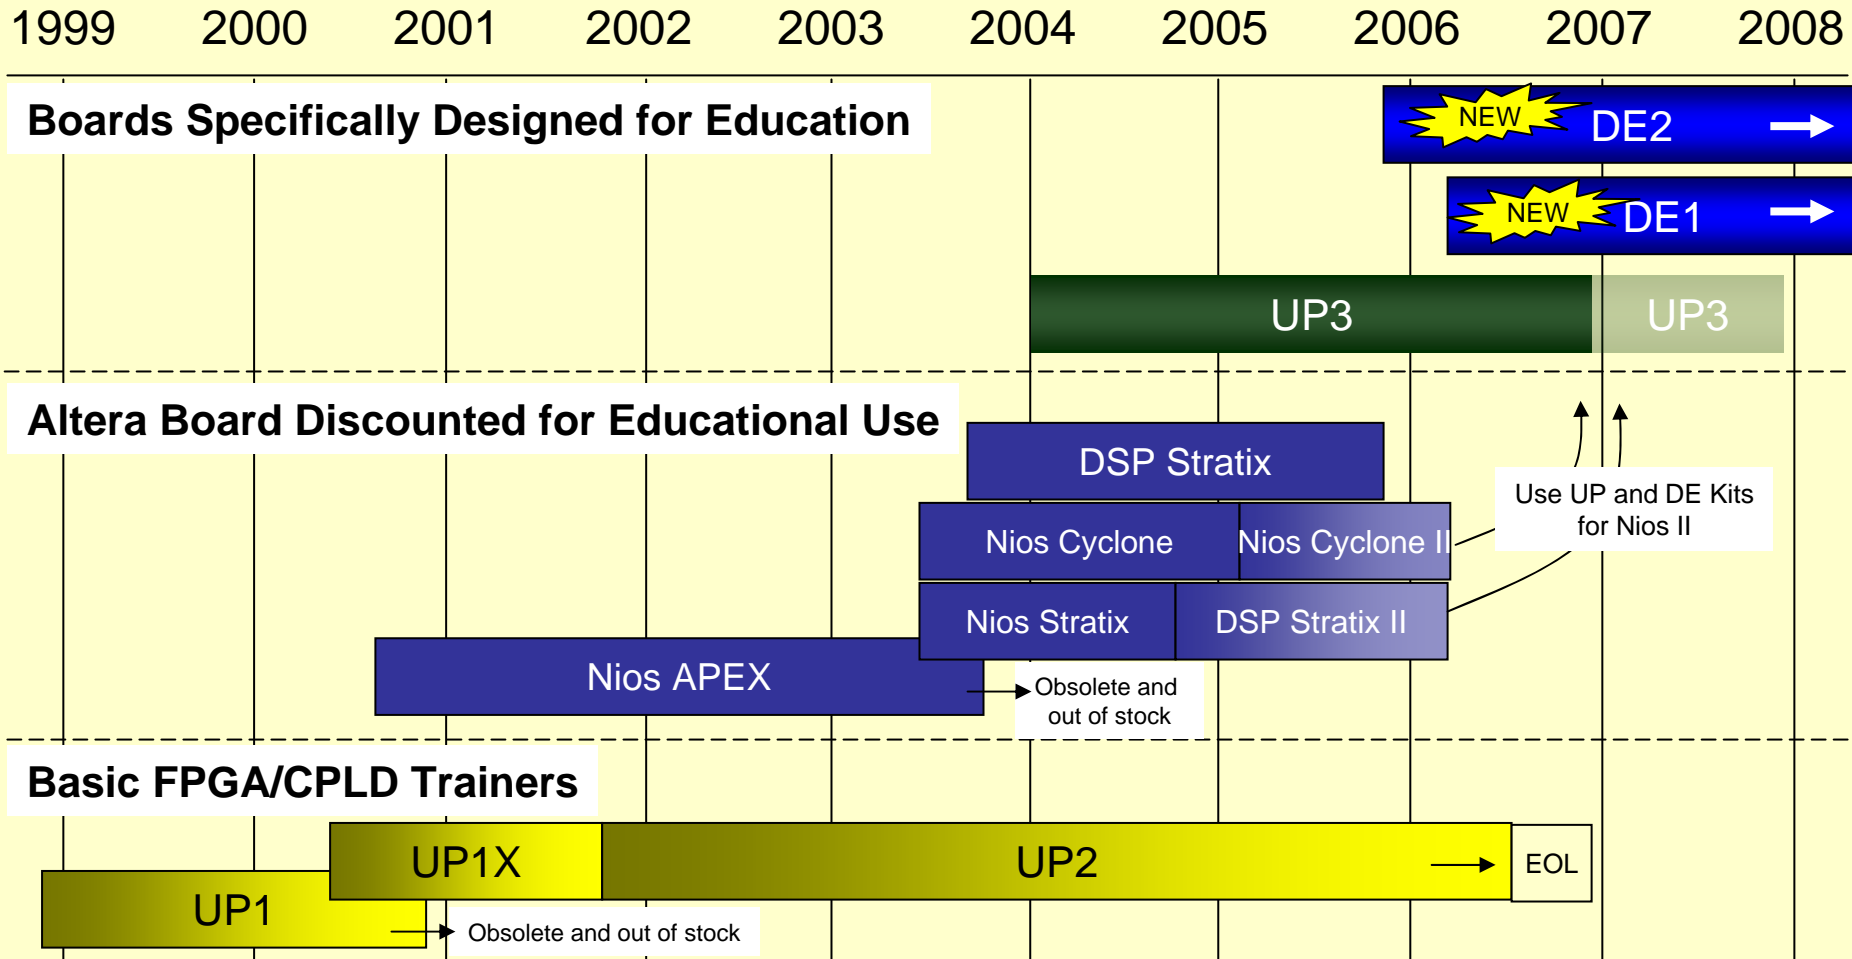 1999 2000 2001 2002 2003 2004 2005 2006 2007 2008
Boards Specifically Designed for Education
NEW
DE2
NEW
DE1
UP3
UP3
Altera Board Discounted for Educational Use
DSP Stratix
Use UP and DE Kits
for Nios II
Nios Cyclone
Nios Cyclone II
Nios Stratix
DSP Stratix II
Nios APEX
Obsolete and
out of stock
Basic FPGA/CPLD Trainers
UP1X
UP2
EOL
UP1
Obsolete and out of stock